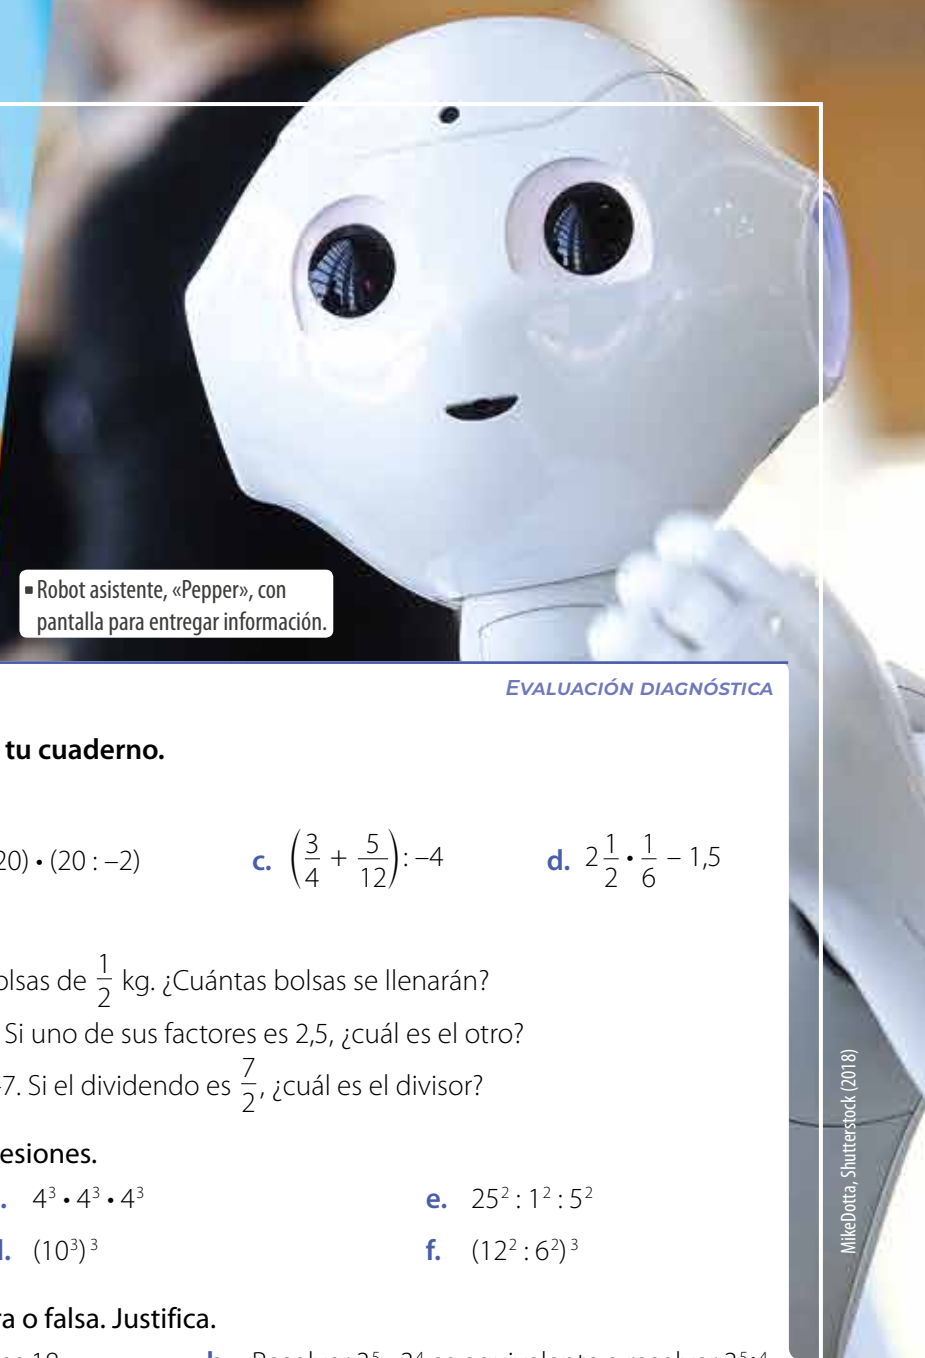 ▪ Robot asistente, «Pepper», con
pantalla para entregar información.
EVALUACIÓN DIAGNÓSTICA
tu cuaderno.
20) • (20 : –2)
c. (3/4 + 5/12) : –4
d. 2 1/2 • 1/6 – 1,5
olsas de 1/2 kg. ¿Cuántas bolsas se llenarán?
Si uno de sus factores es 2,5, ¿cuál es el otro?
7. Si el dividendo es 7/2, ¿cuál es el divisor?
esiones.
. 4³ • 4³ • 4³
e. 25² : 1² : 5²
. (10³)³
f. (12² : 6²)³
a o falsa. Justifica.
MikeDotta, Shutterstock (2018)